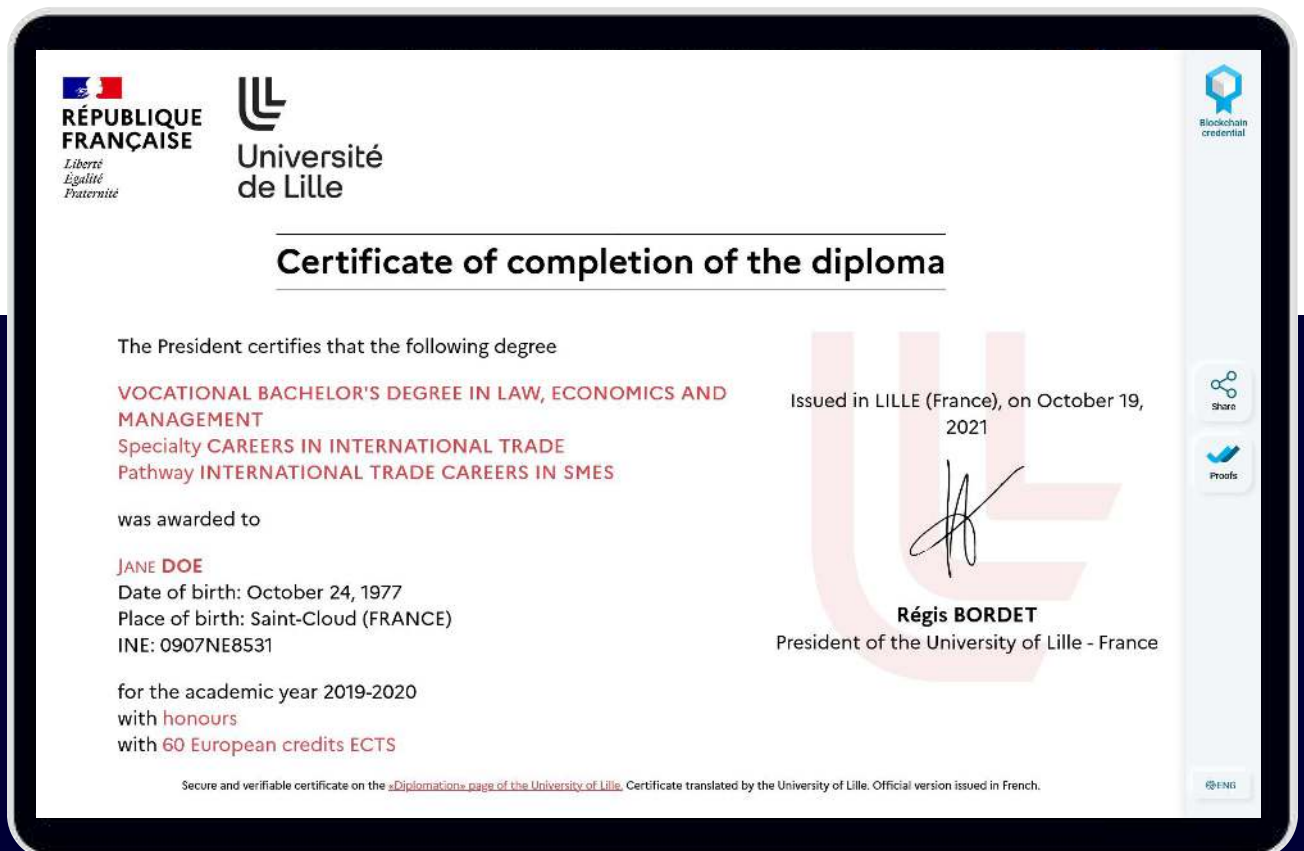 RÉPUBLIQUE
FRANÇAISE
Liberté
Égalité
Fraternité
Université
de Lille
Certificate of completion of the diploma
The President certifies that the following degree
VOCATIONAL BACHELOR'S DEGREE IN LAW, ECONOMICS AND
MANAGEMENT
Specialty CAREERS IN INTERNATIONAL TRADE
Pathway INTERNATIONAL TRADE CAREERS IN SMES
was awarded to
JANE DOE
Date of birth: October 24, 1977
Place of birth: Saint-Cloud (FRANCE)
INE: 0907NE8531
for the academic year 2019-2020
with honours
with 60 European credits ECTS
Issued in LILLE (France), on October 19,
2021
Régis BORDET
President of the University of Lille - France
Secure and verifiable certificate on the «Diplomation» page of the University of Lille. Certificate translated by the University of Lille. Official version issued in French.
Blockchain
credential
Share
Proofs
ENG